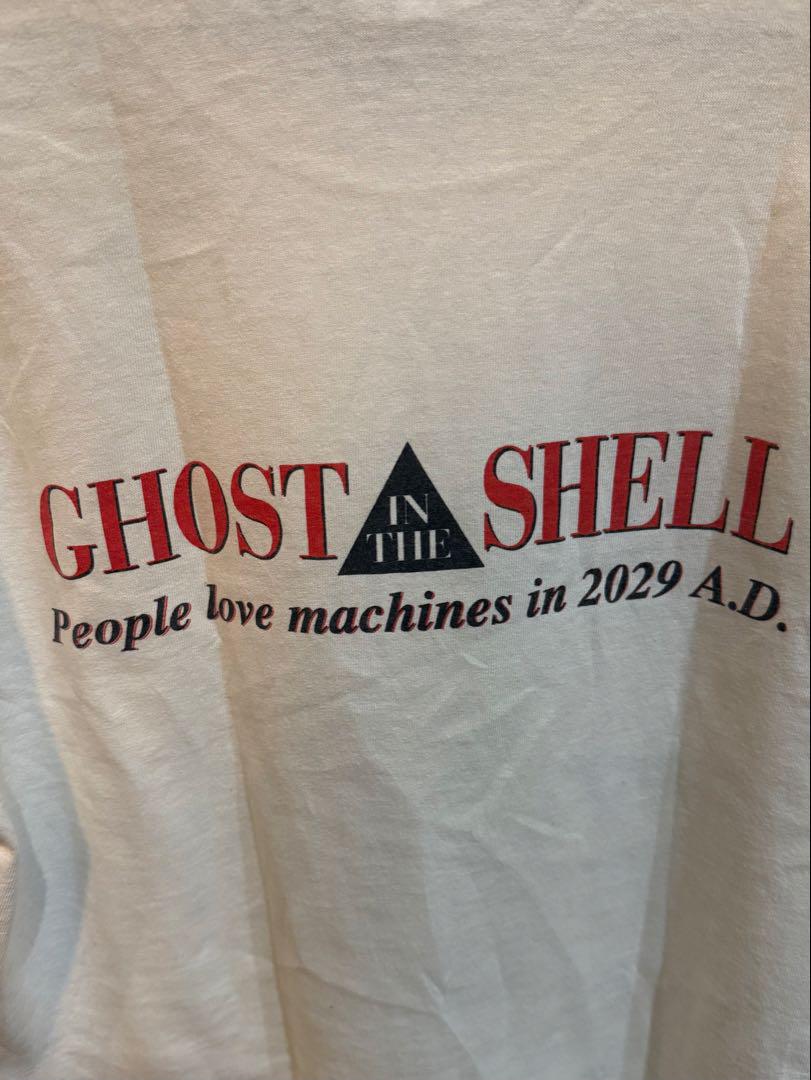 GHOST IN THE SHELL
People love machines in 2029 A.D.